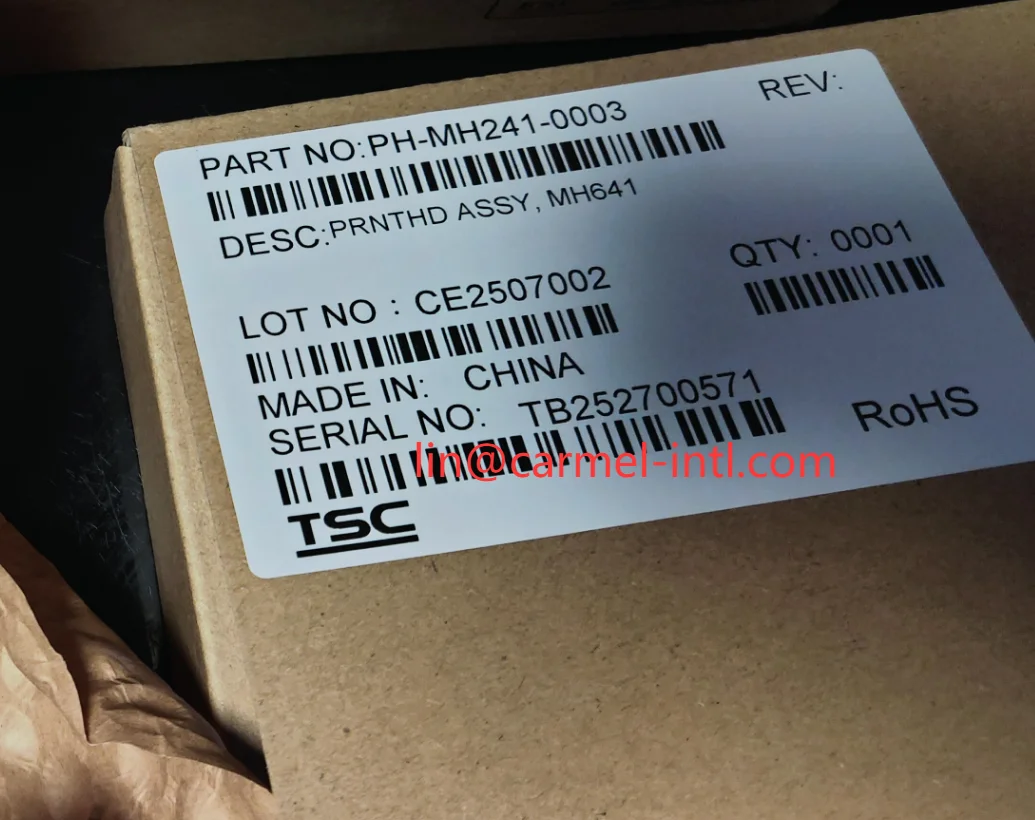 PART NO:PH-MH241-0003
REV:
DESC:PRNTHD ASSY, MH641
QTY: 0001
LOT NO : CE2507002
MADE IN: CHINA
SERIAL NO: TB252700571
RoHS
lin@carmel-intl.com
TSC